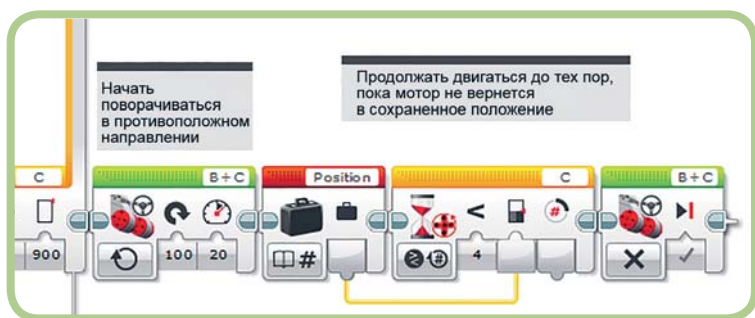 Начать
поворачиваться
в противоположном
направлении
Продолжать двигаться до тех пор,
пока мотор не вернется
в сохраненное положение
C
B+C
Position
C
B+C
900
100
20
#
<
#
4
#